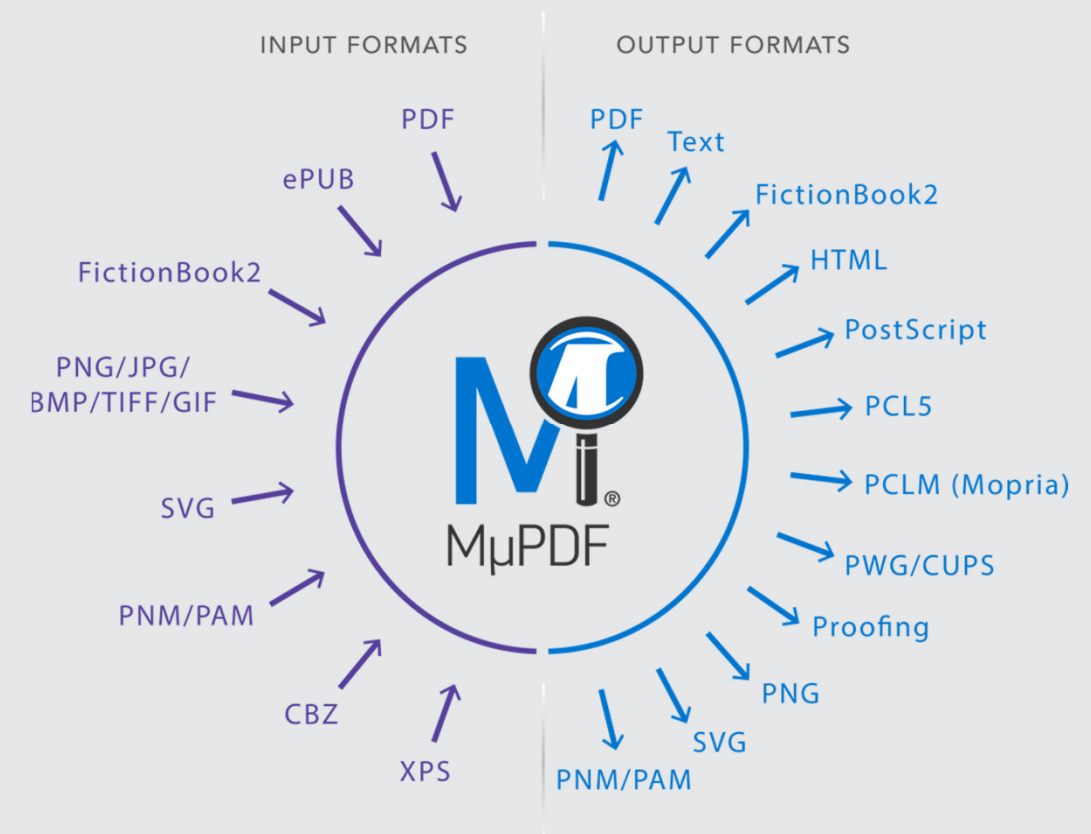 INPUT FORMATS
OUTPUT FORMATS
PDF
ePUB
FictionBook2
PNG/JPG/
BMP/TIFF/GIF
SVG
PNM/PAM
CBZ
XPS
PDF
Text
FictionBook2
HTML
PostScript
PCL5
PCLM (Mopria)
PWG/CUPS
Proofing
PNG
SVG
PNM/PAM
®
MµPDF